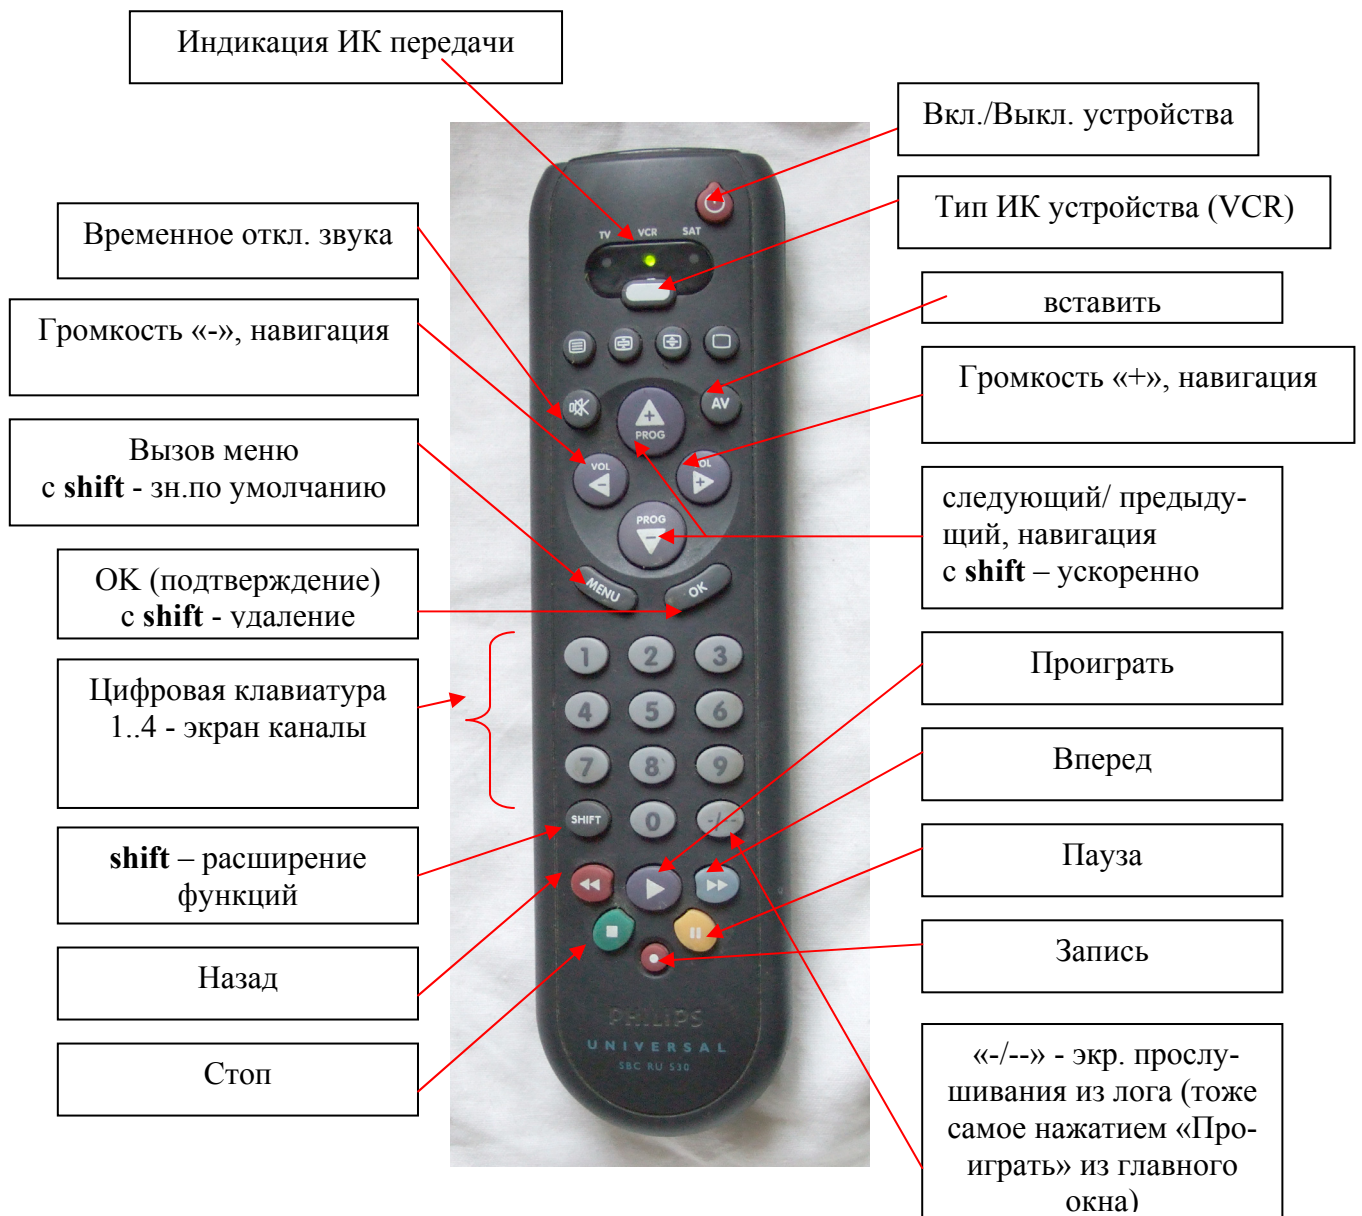 Индикация ИК передачи
Вкл./Выкл. устройства
Тип ИК устройства (VCR)
Временное откл. звука
вставить
Громкость «-», навигация
Громкость «+», навигация
Вызов меню
с shift - зн.по умолчанию
следующий/ предыду-
щий, навигация
с shift – ускоренно
OK (подтверждение)
с shift - удаление
Проиграть
Цифровая клавиатура
1..4 - экран каналы
Вперед
shift – расширение
функций
Пауза
Назад
Запись
Стоп
«-/--» - экр. прослу-
шивания из лога (тоже
самое нажатием «Про-
играть» из главного
окна)
TV VCR SAT
AV
+
PROG
VOL
-
VOL
+
PROG
-
MENU
OK
1 2 3
4 5 6
7 8 9
SHIFT 0 -/--
PHILIPS
UNIVERSAL
SBC RU 530